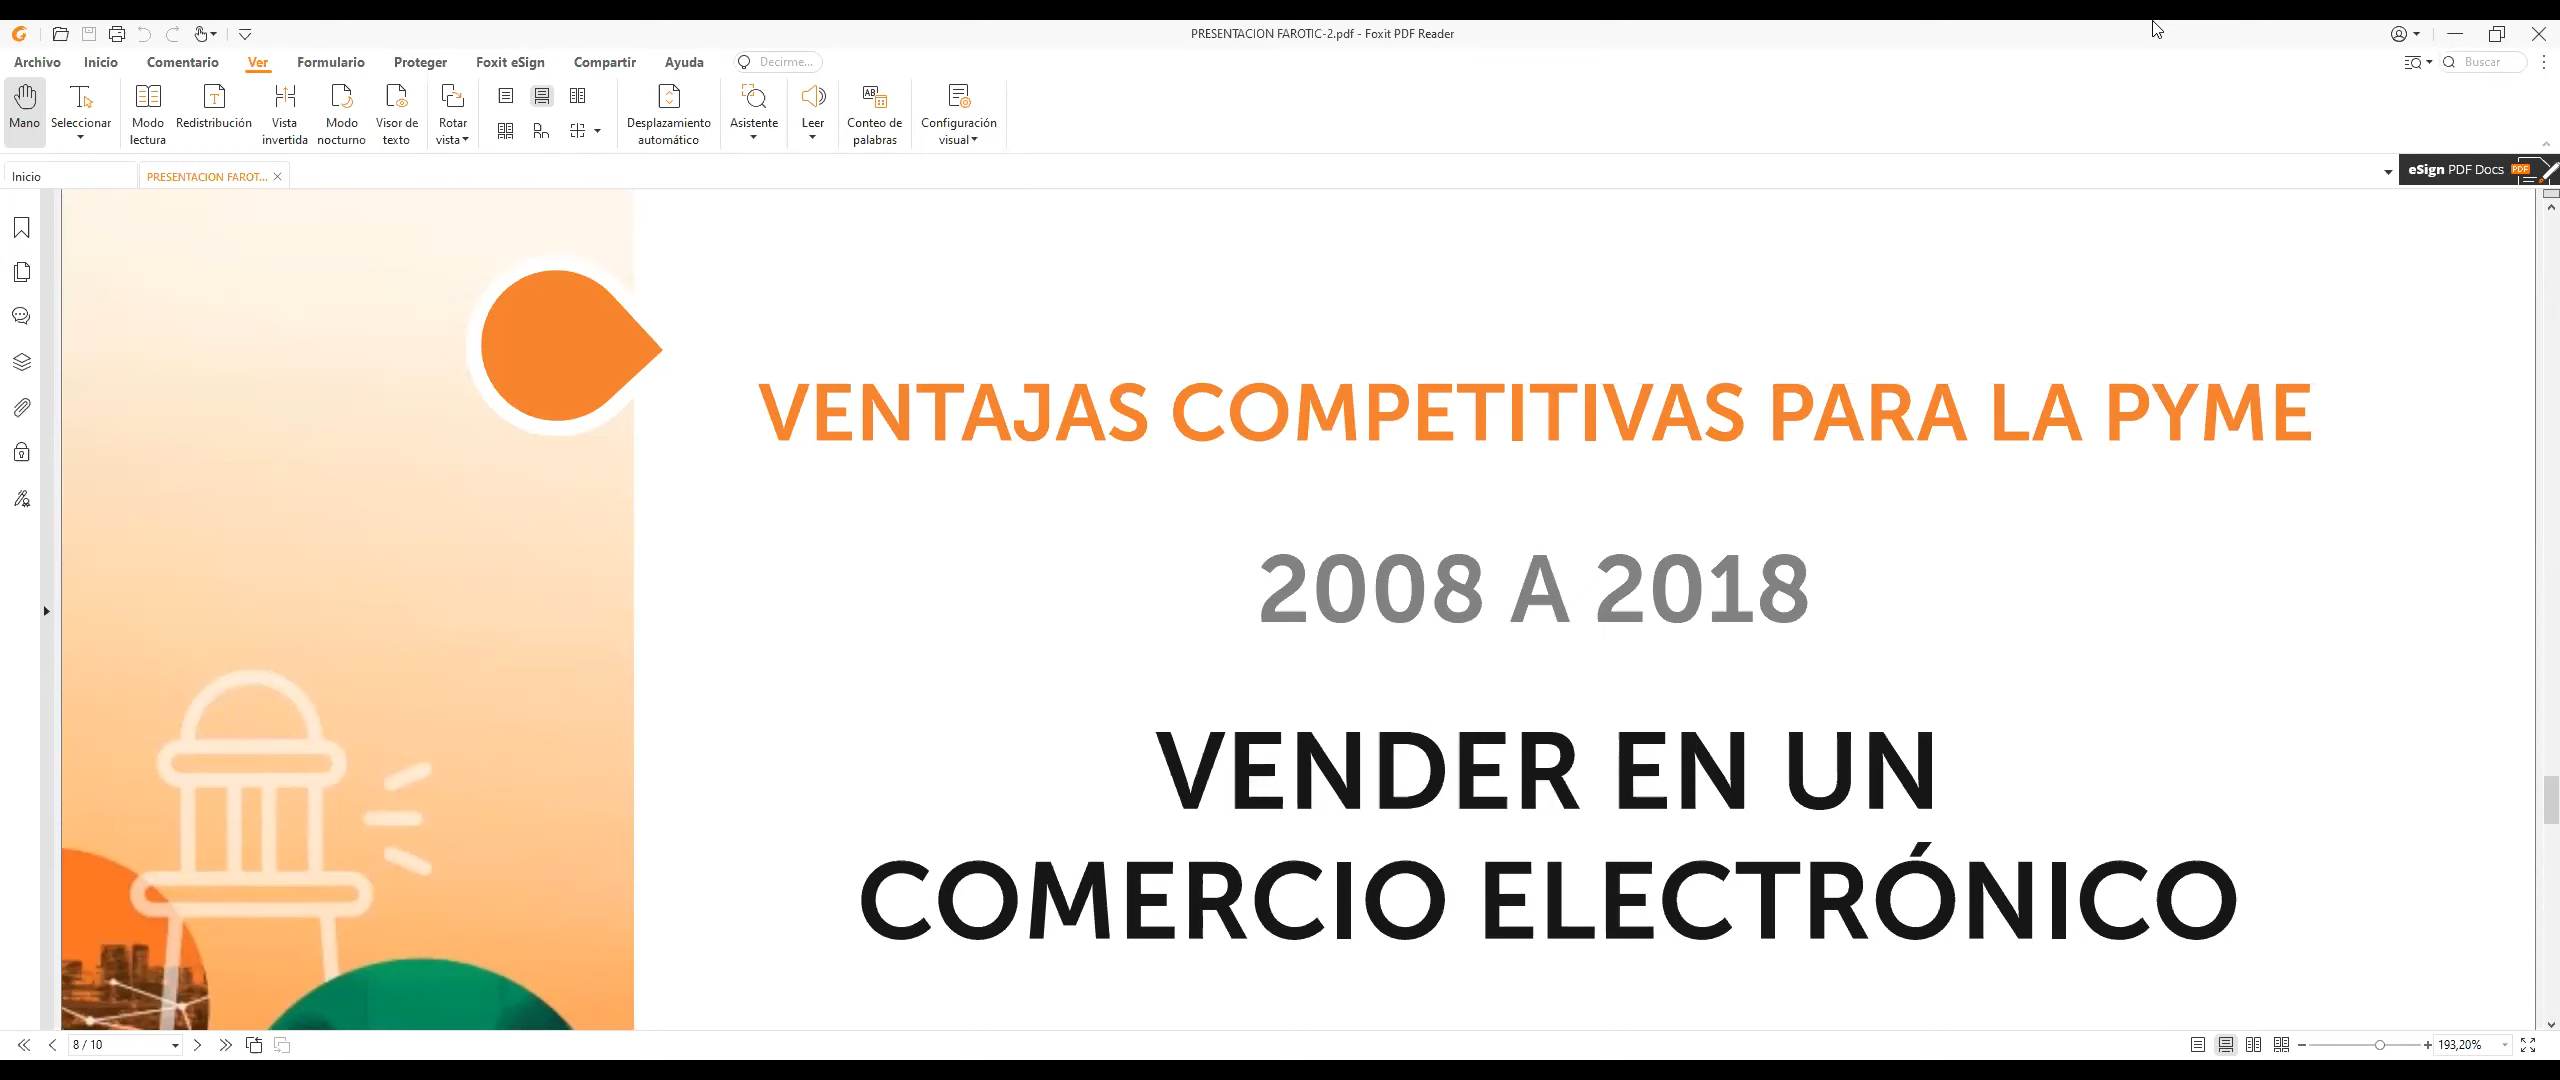 PRESENTACION FAROTIC-2.pdf - Foxit PDF Reader
Archivo Inicio Comentario Ver Formulario Proteger Foxit eSign Compartir Ayuda Decirme... Buscar
Mano Seleccionar Modo lectura Redistribución Vista invertida Modo nocturno Visor de texto Rotar vista Desplazamiento automático Asistente Leer Conteo de palabras Configuración visual
Inicio PRESENTACION FAROT... eSign PDF Docs PDF
VENTAJAS COMPETITIVAS PARA LA PYME
2008 A 2018
VENDER EN UN
COMERCIO ELECTRÓNICO
8 / 10 193,20%